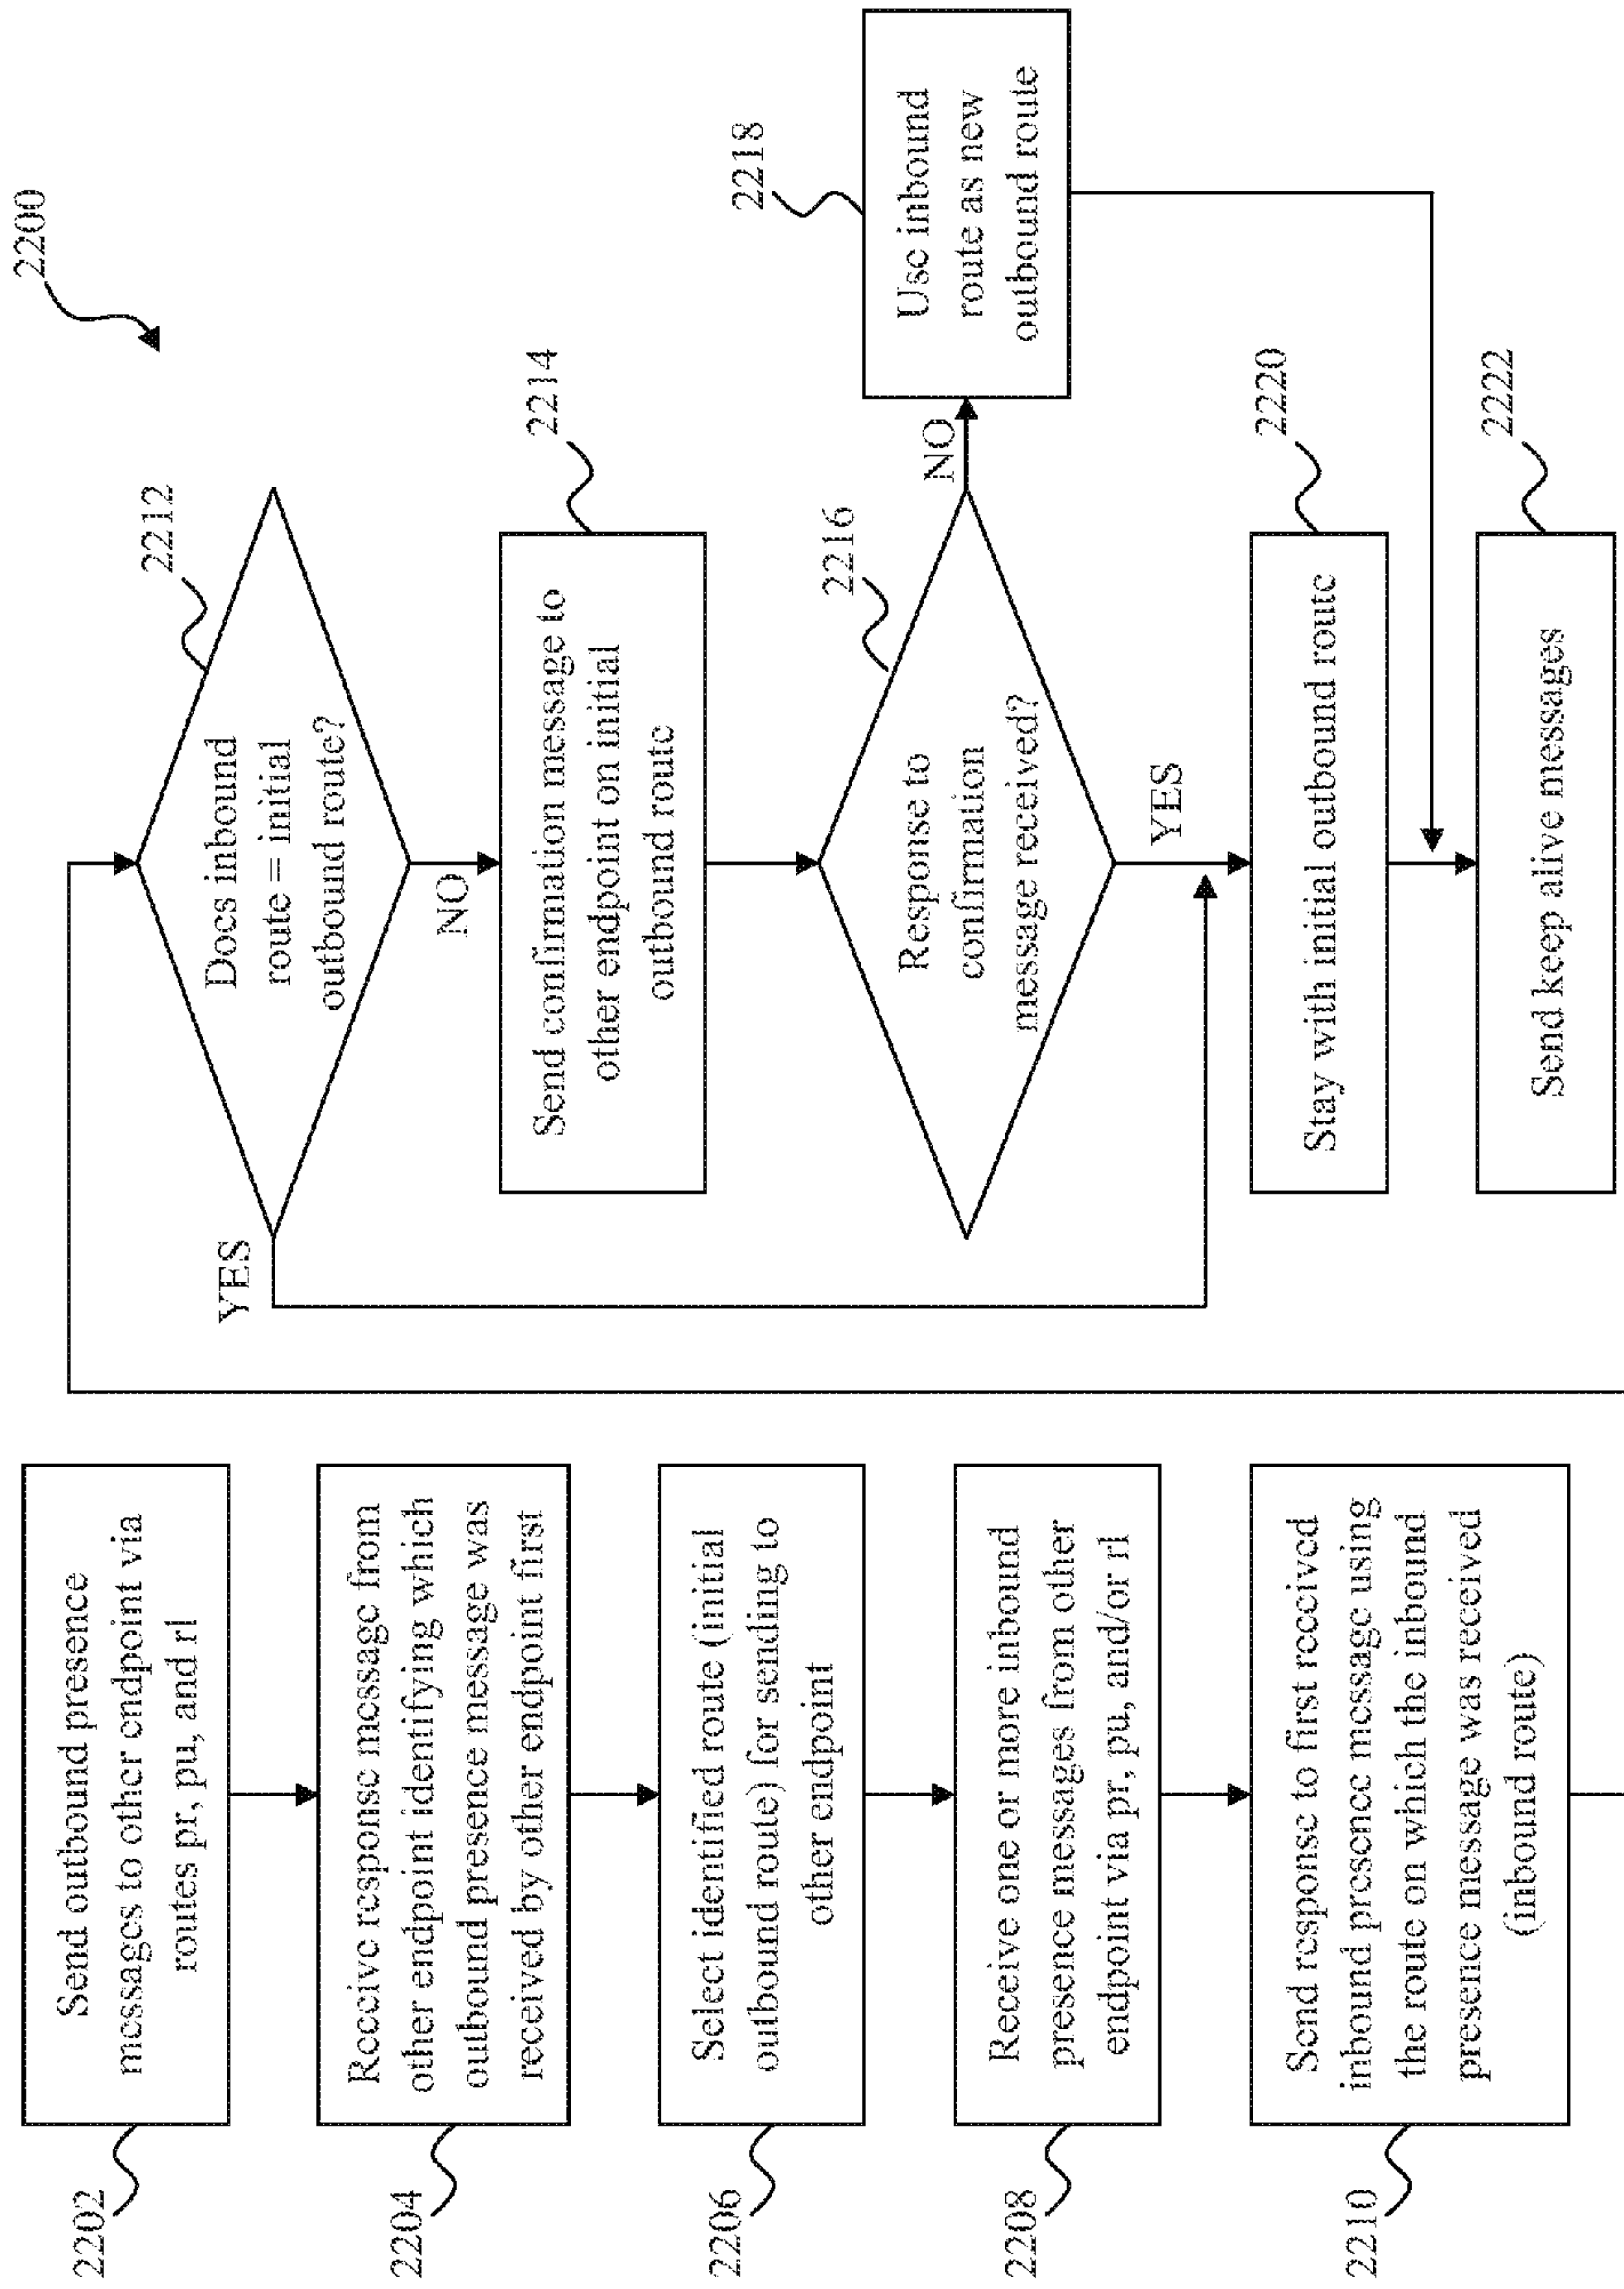 2200
2202
Send outbound presence
messages to other endpoint via
routes pr, pu, and rl
2204
Receive response message from
other endpoint identifying which
outbound presence message was
received by other endpoint first
2206
Select identified route (initial
outbound route) for sending to
other endpoint
2208
Receive one or more inbound
presence messages from other
endpoint via pr, pu, and/or rl
2210
Send response to first received
inbound presence message using
the route on which the inbound
presence message was received
(inbound route)
2212
Does inbound
route = initial
outbound route?
YES
NO
2214
Send confirmation message to
other endpoint on initial
outbound route
2216
Response to
confirmation
message received?
NO
YES
2218
Use inbound
route as new
outbound route
2220
Stay with initial outbound route
2222
Send keep alive messages